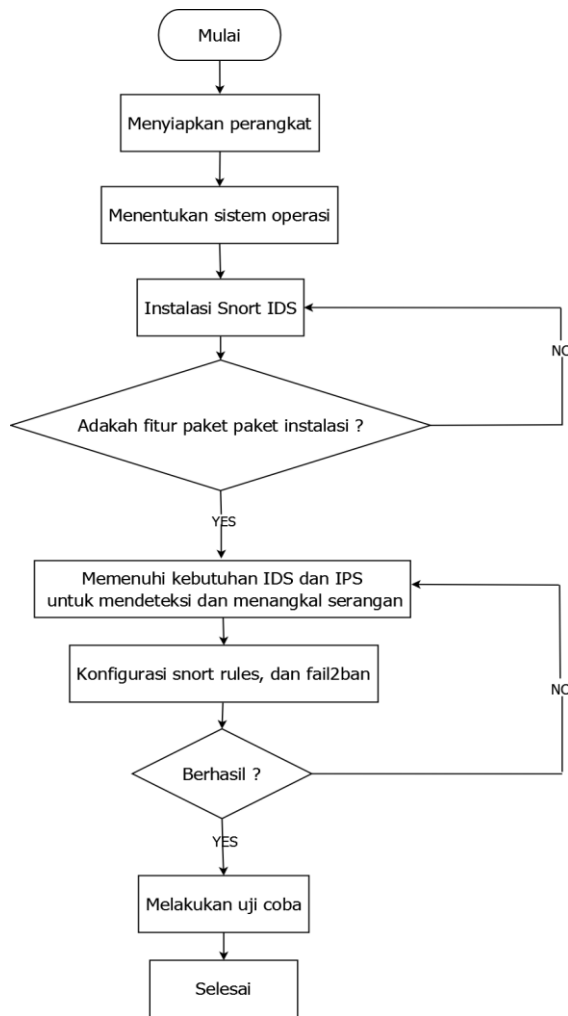 Mulai
Menyiapkan perangkat
Menentukan sistem operasi
Instalasi Snort IDS
NO
Adakah fitur paket paket instalasi ?
YES
Memenuhi kebutuhan IDS dan IPS
untuk mendeteksi dan menangkal serangan
Konfigurasi snort rules, dan fail2ban
NO
Berhasil ?
YES
Melakukan uji coba
Selesai